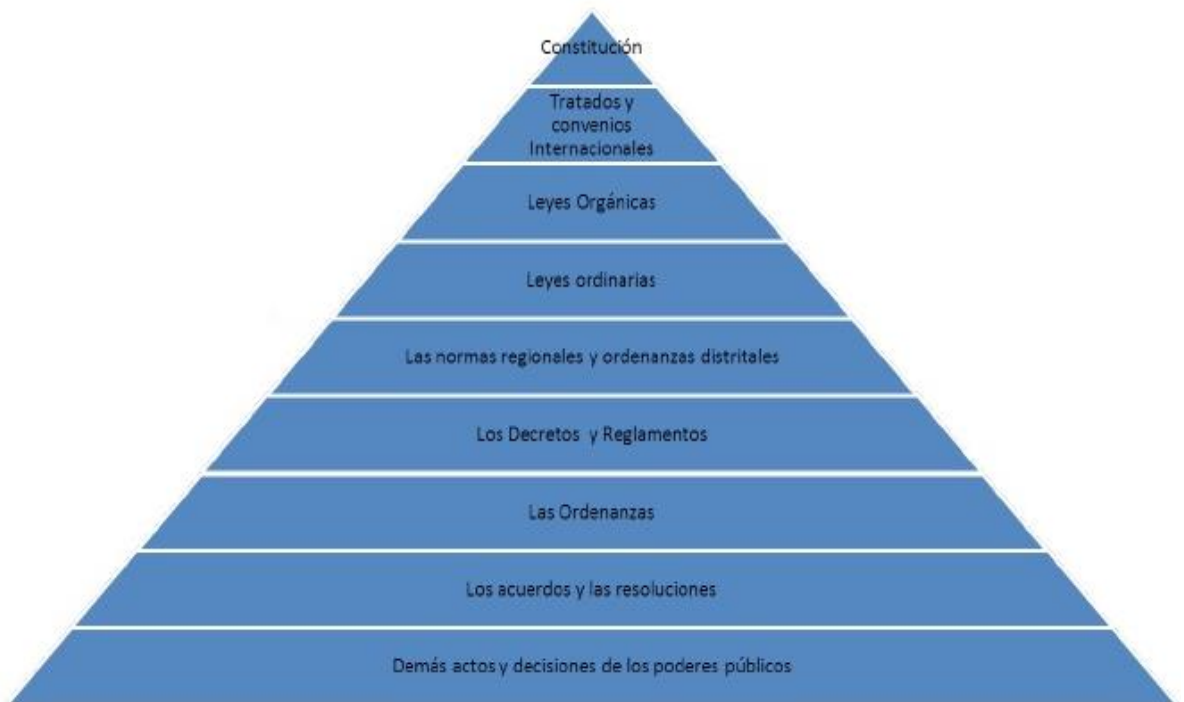 Constitución
Tratados y
convenios
Internacionales
Leyes Orgánicas
Leyes ordinarias
Las normas regionales y ordenanzas distritales
Los Decretos y Reglamentos
Las Ordenanzas
Los acuerdos y las resoluciones
Demás actos y decisiones de los poderes públicos